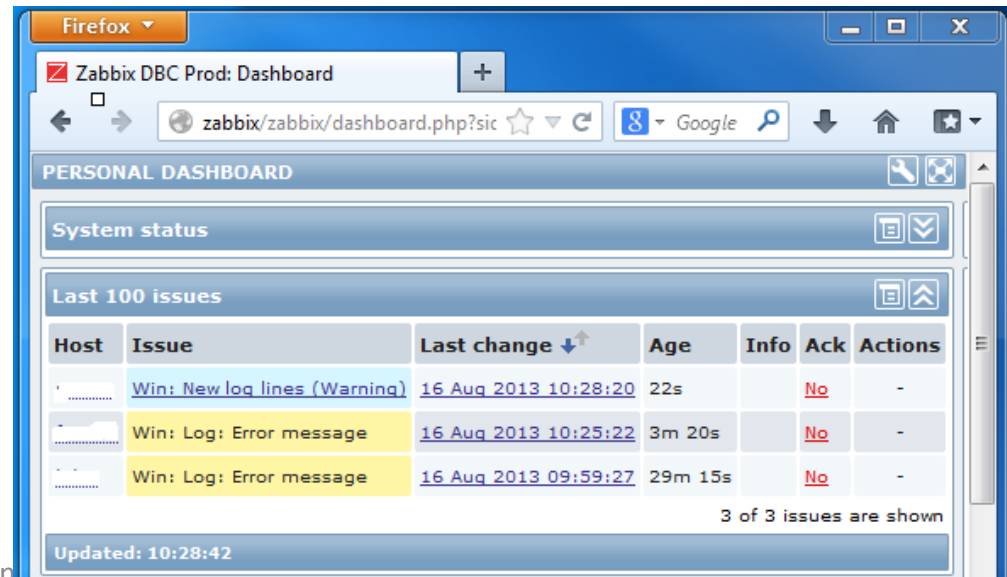 Firefox
Zabbix DBC Prod: Dashboard
zabbix/zabbix/dashboard.php?sic
Google
PERSONAL DASHBOARD
System status
Last 100 issues
Host Issue Last change Age Info Ack Actions
Win: New log lines (Warning) 16 Aug 2013 10:28:20 22s No -
Win: Log: Error message 16 Aug 2013 10:25:22 3m 20s No -
Win: Log: Error message 16 Aug 2013 09:59:27 29m 15s No -
3 of 3 issues are shown
Updated: 10:28:42